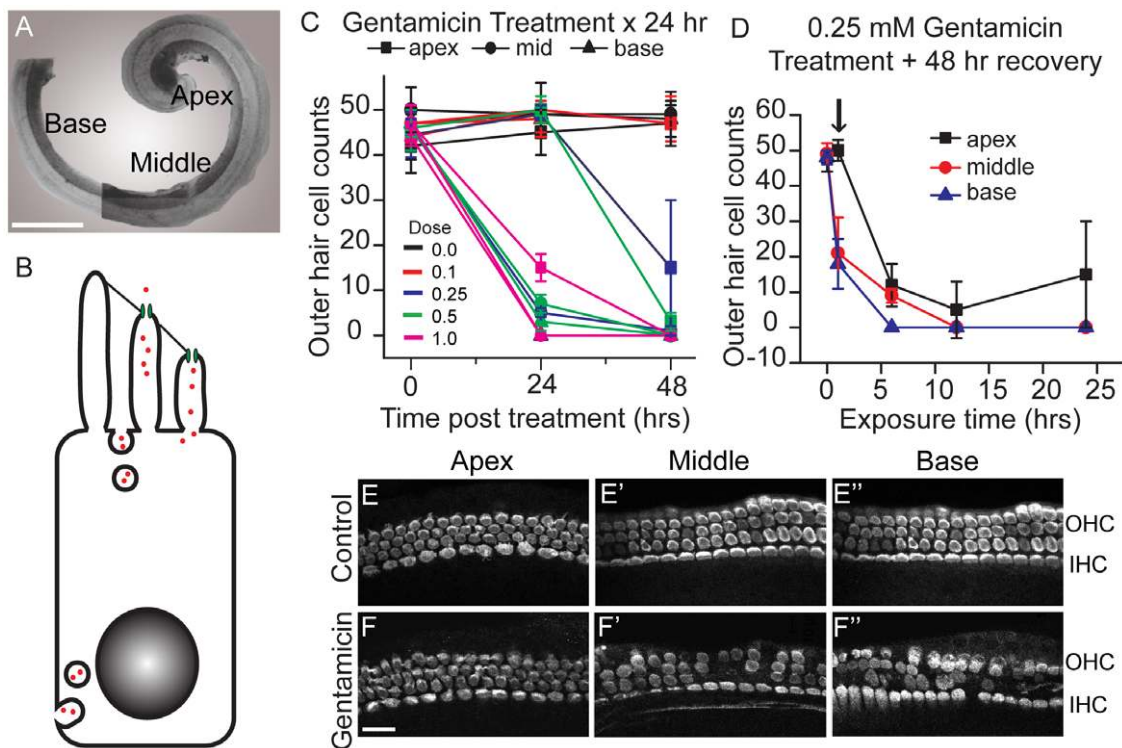 A
Base
Apex
Middle
B
C
Gentamicin Treatment x 24 hr
apex mid base
Outer hair cell counts
50
40
30
20
10
0
Dose
0.0
0.1
0.25
0.5
1.0
0 24 48
Time post treatment (hrs)
D
0.25 mM Gentamicin
Treatment + 48 hr recovery
Outer hair cell counts
60
50
40
30
20
10
0
-10
apex
middle
base
0 5 10 15 20 25
Exposure time (hrs)
Apex Middle Base
Control
E E' E''
OHC
IHC
Gentamicin
F F' F''
OHC
IHC